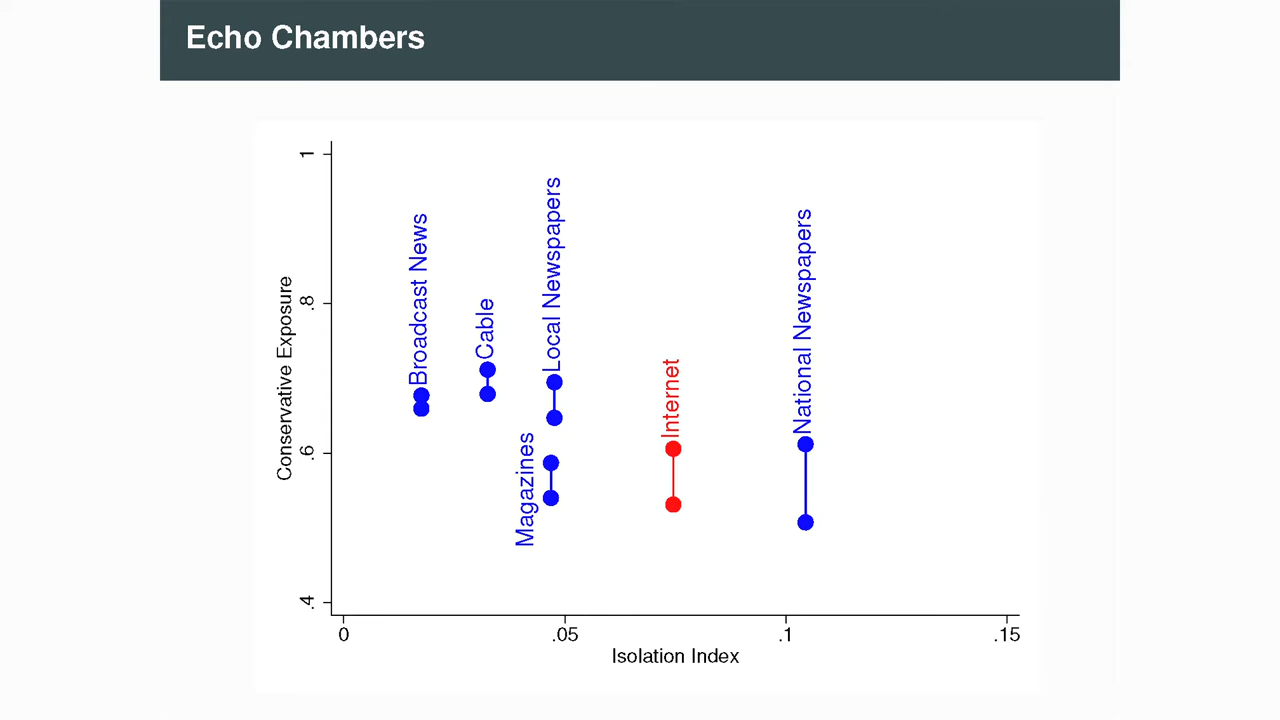 Echo Chambers
Conservative Exposure
1
.8
.6
.4
Broadcast News
Cable
Local Newspapers
Magazines
Internet
National Newspapers
0
.05
.1
.15
Isolation Index